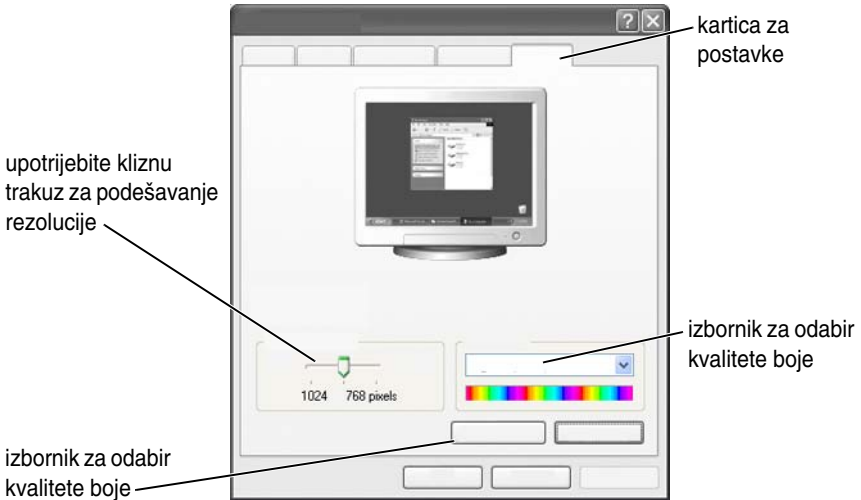 kartica za
postavke
upotrijebite kliznu
trakuz za podešavanje
rezolucije
izbornik za odabir
kvalitete boje
1024 768 pixels
izbornik za odabir
kvalitete boje